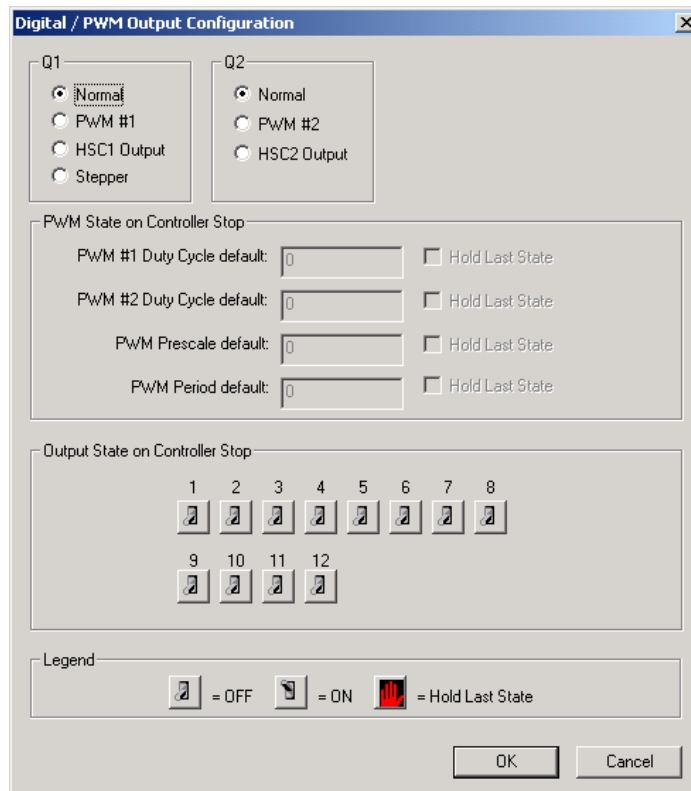 Digital / PWM Output Configuration
Q1
Normal
PWM #1
HSC1 Output
Stepper
Q2
Normal
PWM #2
HSC2 Output
PWM State on Controller Stop
PWM #1 Duty Cycle default: 0 Hold Last State
PWM #2 Duty Cycle default: 0 Hold Last State
PWM Prescale default: 0 Hold Last State
PWM Period default: 0 Hold Last State
Output State on Controller Stop
1 2 3 4 5 6 7 8
9 10 11 12
Legend
= OFF = ON = Hold Last State
OK Cancel